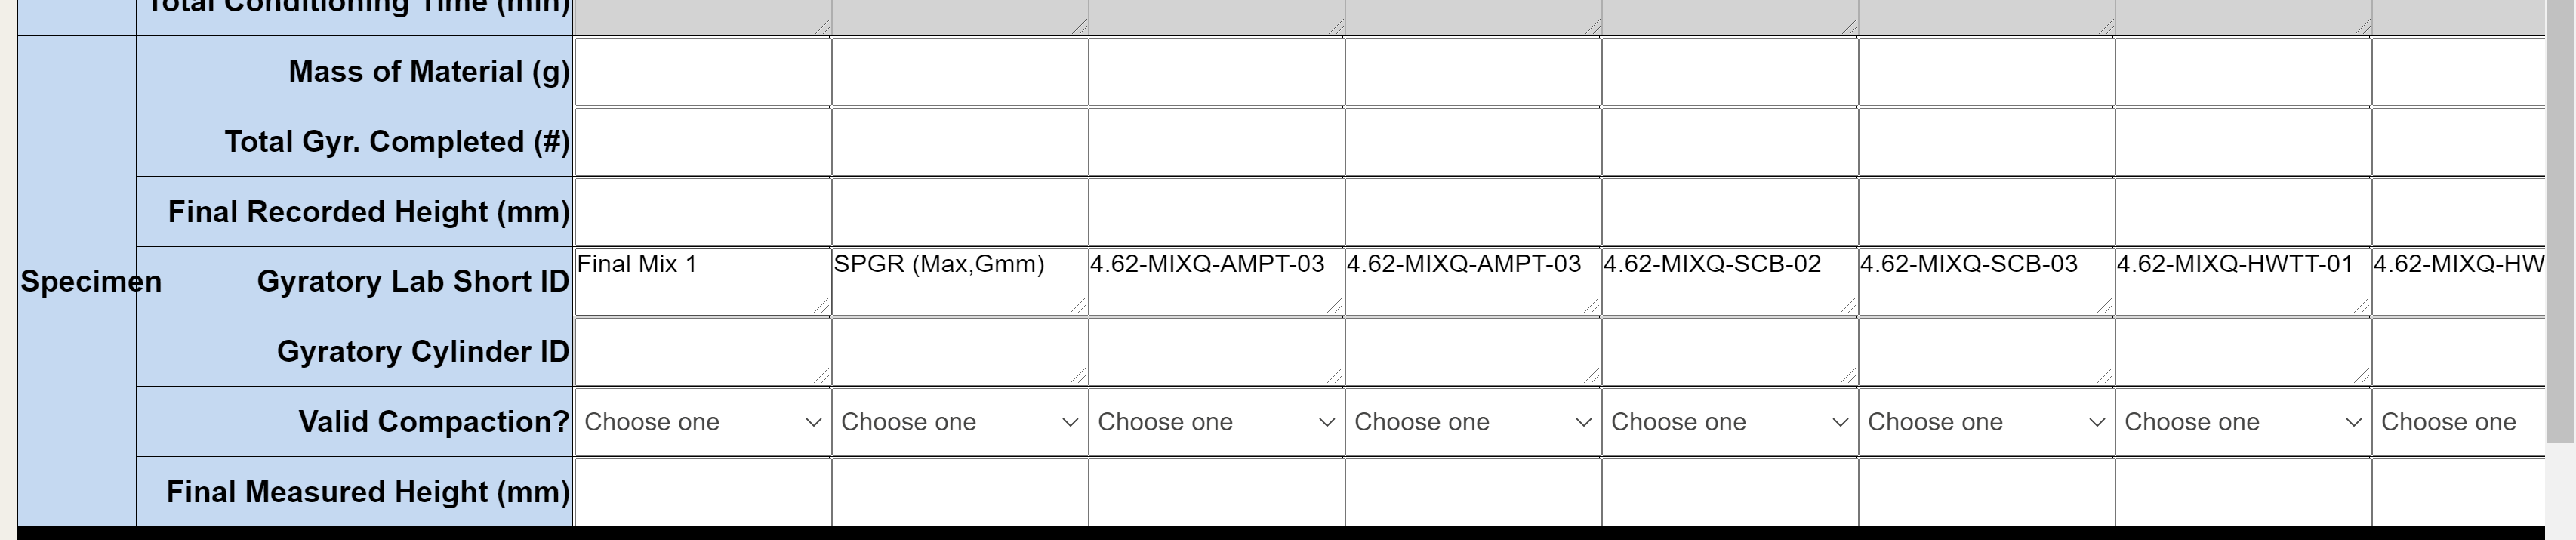 Total Conditioning Time (min)
Mass of Material (g)
Total Gyr. Completed (#)
Final Recorded Height (mm)
Specimen
Gyratory Lab Short ID
Final Mix 1
SPGR (Max,Gmm)
4.62-MIXQ-AMPT-03
4.62-MIXQ-AMPT-03
4.62-MIXQ-SCB-02
4.62-MIXQ-SCB-03
4.62-MIXQ-HWTT-01
4.62-MIXQ-HW
Gyratory Cylinder ID
Valid Compaction?
Choose one
Choose one
Choose one
Choose one
Choose one
Choose one
Choose one
Choose one
Final Measured Height (mm)